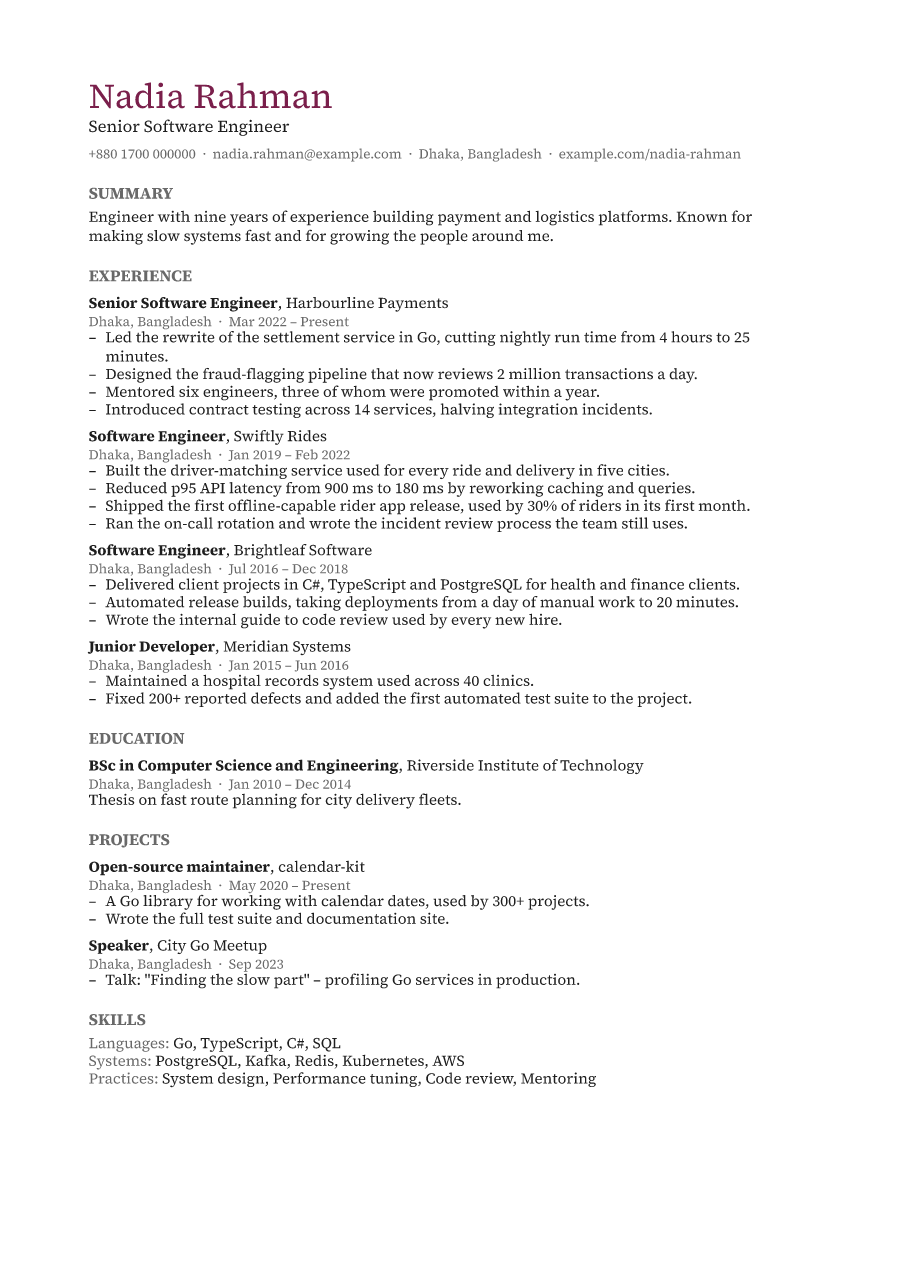 Nadia Rahman
Senior Software Engineer
+880 1700 000000 · nadia.rahman@example.com · Dhaka, Bangladesh · example.com/nadia-rahman
SUMMARY
Engineer with nine years of experience building payment and logistics platforms. Known for
making slow systems fast and for growing the people around me.
EXPERIENCE
Senior Software Engineer, Harbourline Payments
Dhaka, Bangladesh · Mar 2022 – Present
– Led the rewrite of the settlement service in Go, cutting nightly run time from 4 hours to 25
minutes.
– Designed the fraud-flagging pipeline that now reviews 2 million transactions a day.
– Mentored six engineers, three of whom were promoted within a year.
– Introduced contract testing across 14 services, halving integration incidents.
Software Engineer, Swiftly Rides
Dhaka, Bangladesh · Jan 2019 – Feb 2022
– Built the driver-matching service used for every ride and delivery in five cities.
– Reduced p95 API latency from 900 ms to 180 ms by reworking caching and queries.
– Shipped the first offline-capable rider app release, used by 30% of riders in its first month.
– Ran the on-call rotation and wrote the incident review process the team still uses.
Software Engineer, Brightleaf Software
Dhaka, Bangladesh · Jul 2016 – Dec 2018
– Delivered client projects in C#, TypeScript and PostgreSQL for health and finance clients.
– Automated release builds, taking deployments from a day of manual work to 20 minutes.
– Wrote the internal guide to code review used by every new hire.
Junior Developer, Meridian Systems
Dhaka, Bangladesh · Jan 2015 – Jun 2016
– Maintained a hospital records system used across 40 clinics.
– Fixed 200+ reported defects and added the first automated test suite to the project.
EDUCATION
BSc in Computer Science and Engineering, Riverside Institute of Technology
Dhaka, Bangladesh · Jan 2010 – Dec 2014
Thesis on fast route planning for city delivery fleets.
PROJECTS
Open-source maintainer, calendar-kit
Dhaka, Bangladesh · May 2020 – Present
– A Go library for working with calendar dates, used by 300+ projects.
– Wrote the full test suite and documentation site.
Speaker, City Go Meetup
Dhaka, Bangladesh · Sep 2023
– Talk: "Finding the slow part" – profiling Go services in production.
SKILLS
Languages: Go, TypeScript, C#, SQL
Systems: PostgreSQL, Kafka, Redis, Kubernetes, AWS
Practices: System design, Performance tuning, Code review, Mentoring